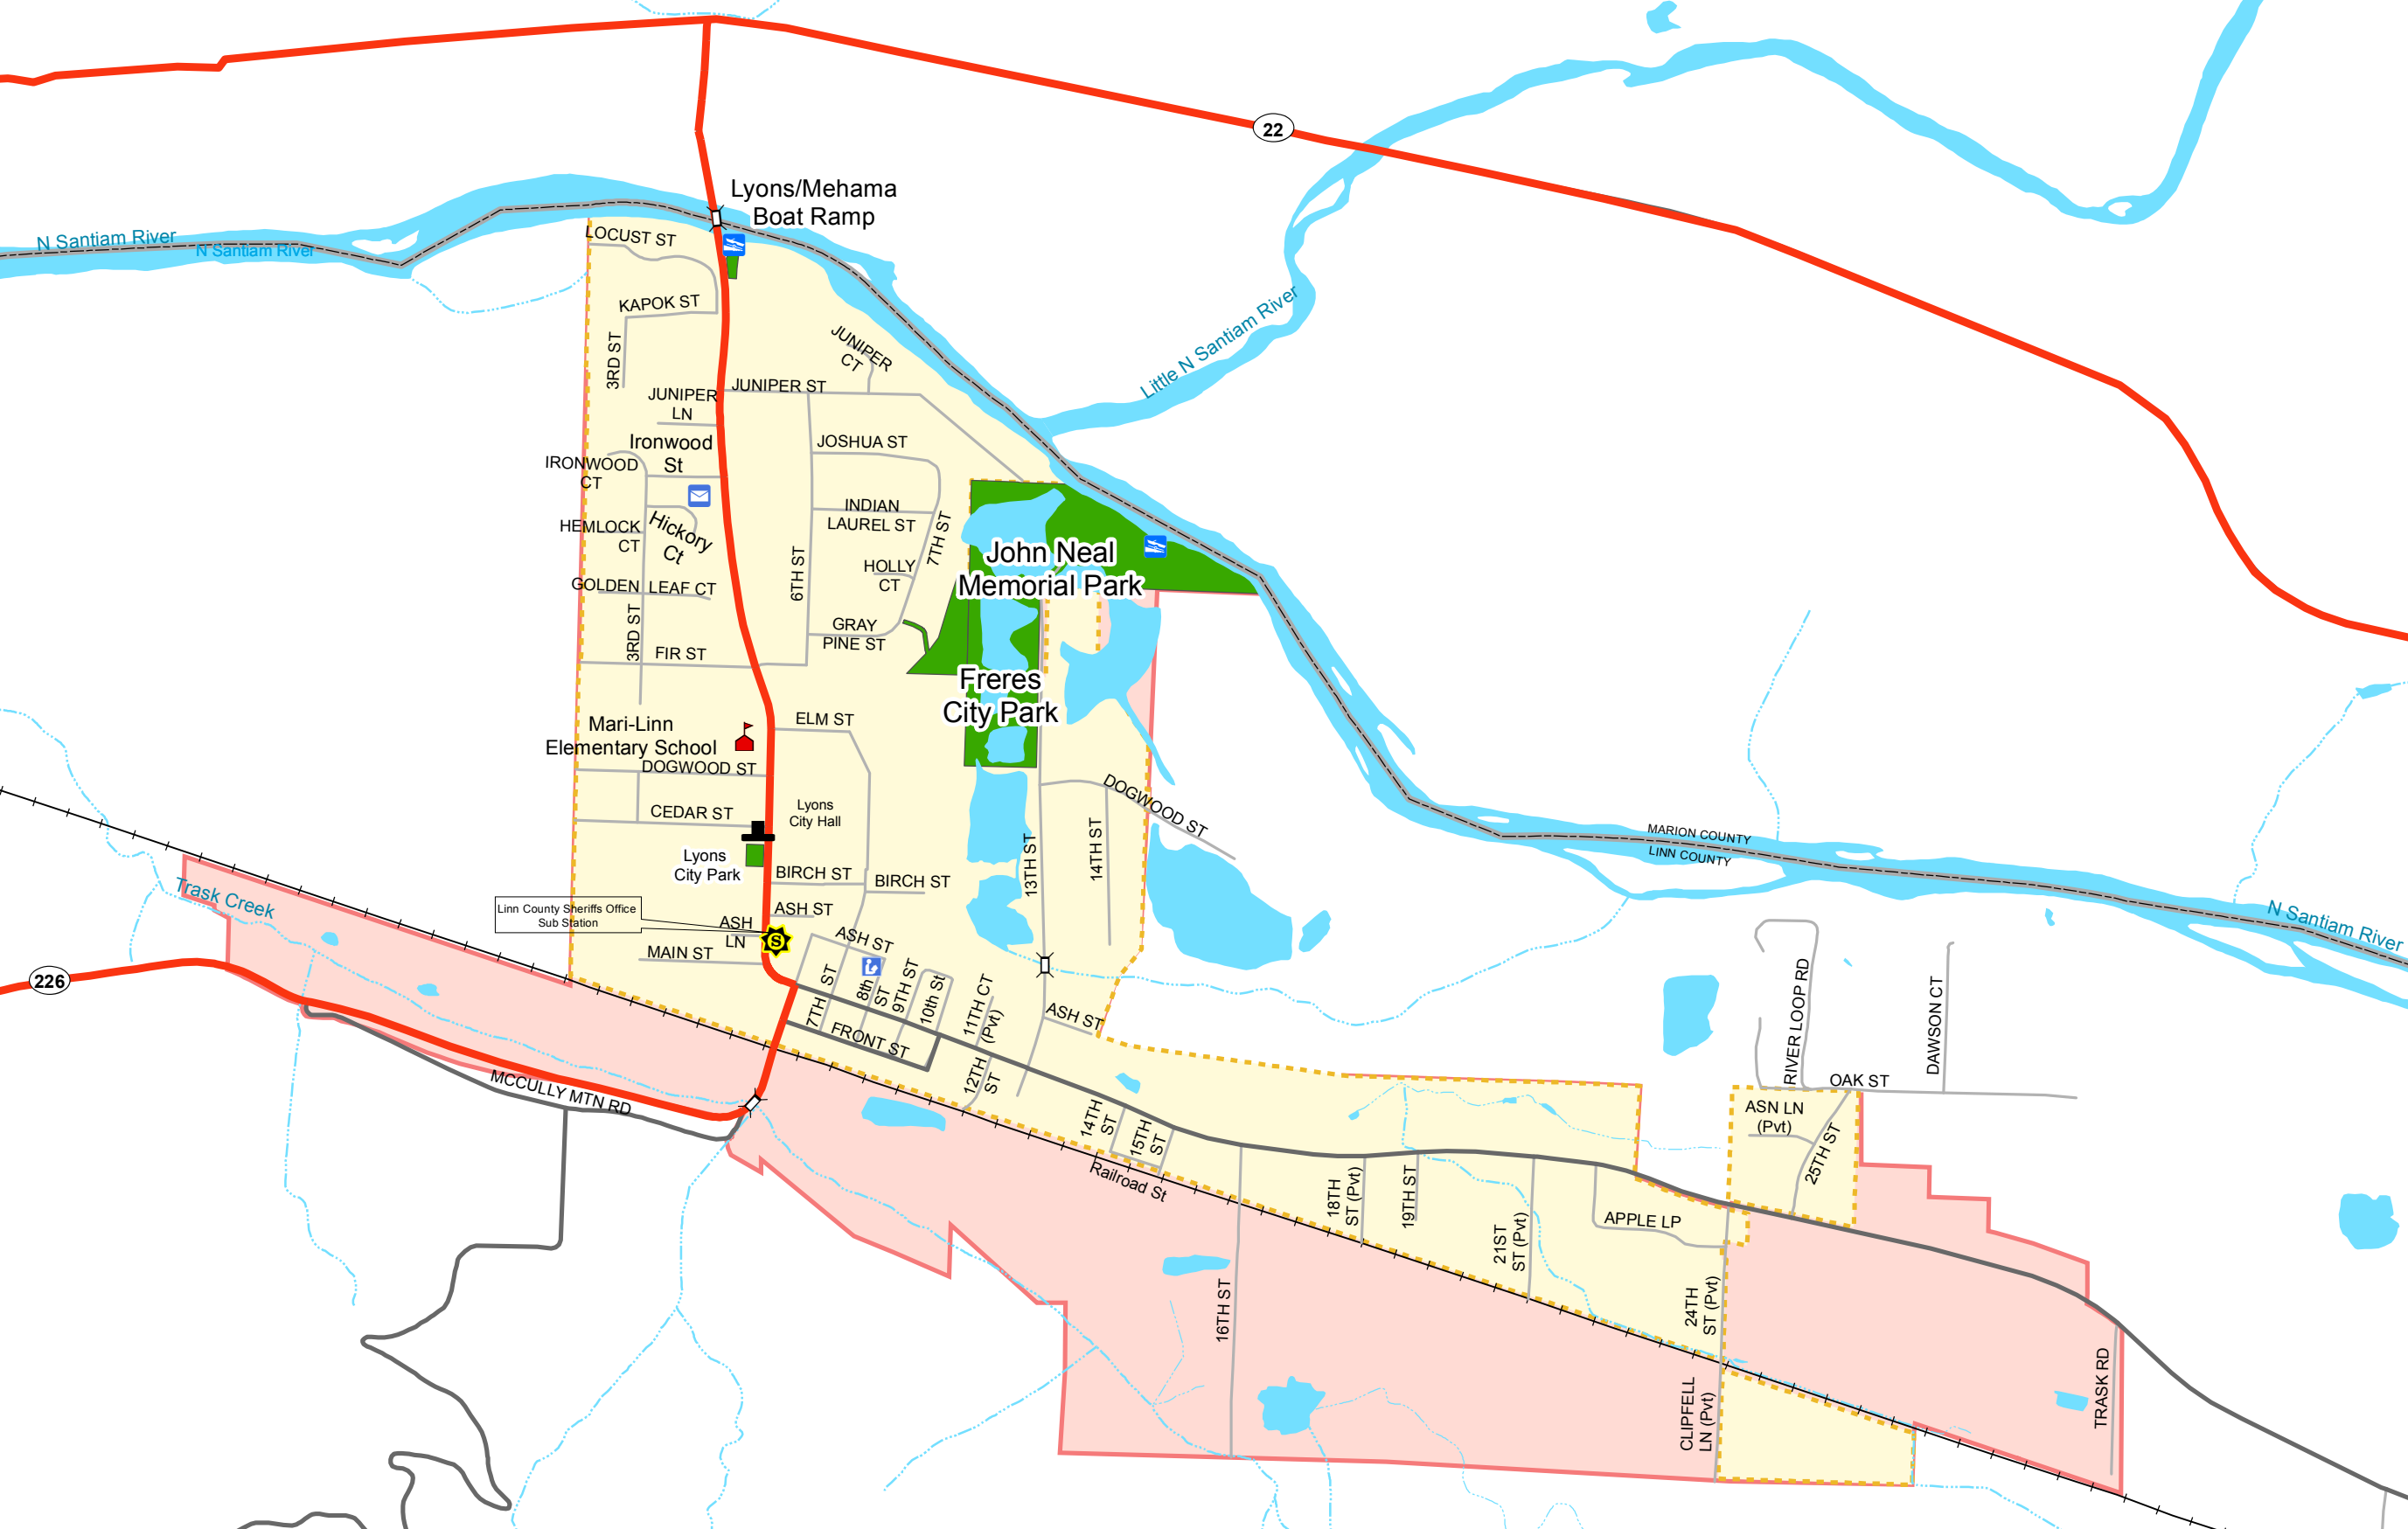 22
Lyons/Mehama
Boat Ramp
N Santiam River
N Santiam River
LOCUST ST
KAPOK ST
3RD ST
Little N Santiam River
JUNIPER
CT
JUNIPER ST
JUNIPER
LN
Ironwood
St
JOSHUA ST
IRONWOOD
CT
INDIAN
LAUREL ST
HEMLOCK
CT
Hickory
Ct
7TH ST
John Neal
Memorial Park
6TH ST
HOLLY
CT
GOLDEN LEAF CT
3RD ST
GRAY
PINE ST
FIR ST
Freres
City Park
Mari-Linn
Elementary School
ELM ST
DOGWOOD ST
DOGWOOD ST
CEDAR ST
Lyons
City Hall
13TH ST
14TH ST
MARION COUNTY
LINN COUNTY
Lyons
City Park
BIRCH ST
BIRCH ST
Trask Creek
Linn County Sheriffs Office
Sub Station
ASH ST
ASH
LN
S
ASH ST
MAIN ST
N Santiam River
226
7TH ST
8th
ST
9TH ST
10th St
11TH CT
(Pvt)
ASH ST
FRONT ST
12TH
ST
RIVER LOOP RD
DAWSON CT
OAK ST
MCCULLY MTN RD
14TH
ST
15TH
ST
ASN LN
(Pvt)
25TH ST
Railroad St
18TH
ST (Pvt)
19TH ST
21ST
ST (Pvt)
APPLE LP
16TH ST
24TH
ST (Pvt)
CLIPFELL
LN (Pvt)
TRASK RD